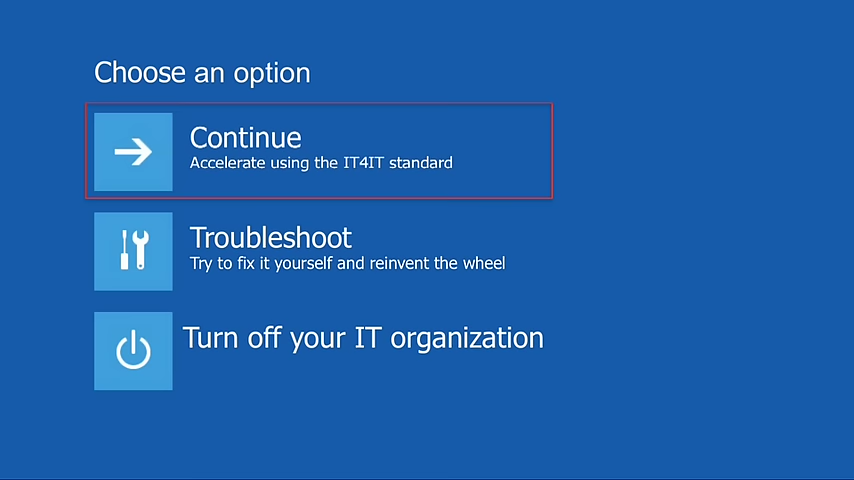 Choose an option
Continue
Accelerate using the IT4IT standard
Troubleshoot
Try to fix it yourself and reinvent the wheel
Turn off your IT organization